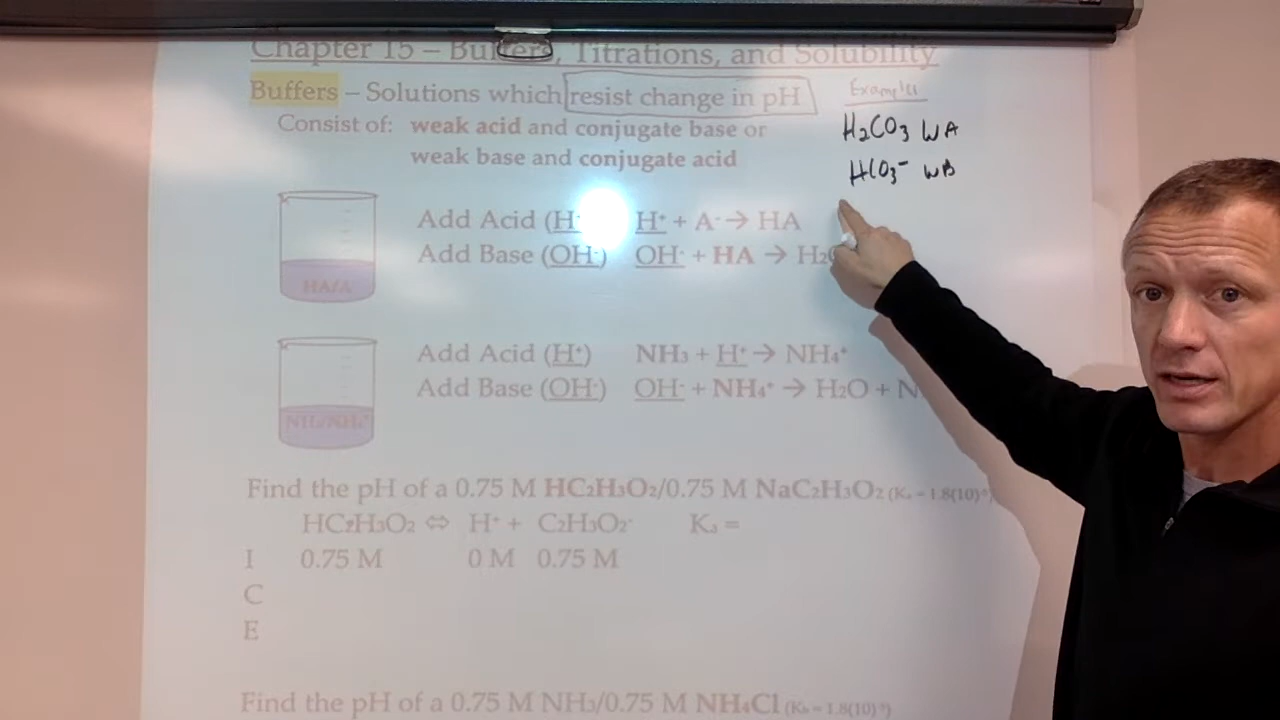 Chapter 15 – Buffers, Titrations, and Solubility
Buffers – Solutions which resist change in pH
Examples
Consist of: weak acid and conjugate base or
H₂CO₃ WA
weak base and conjugate acid
HCO₃⁻ WB
Add Acid (H⁺ H⁺ + A⁻ → HA
Add Base (OH⁻) OH⁻ + HA → H₂
HA/A
Add Acid (H⁺) NH₃ + H⁺ → NH₄⁺
Add Base (OH⁻) OH⁻ + NH₄⁺ → H₂O + N
NH₃/NH₄⁺
Find the pH of a 0.75 M HC₂H₃O₂/0.75 M NaC₂H₃O₂ (Kₐ = 1.8(10)⁻⁵)
HC₂H₃O₂ ⇔ H⁺ + C₂H₃O₂⁻ Kₐ =
I 0.75 M 0 M 0.75 M
C
E
Find the pH of a 0.75 M NH₃/0.75 M NH₄Cl (K_b = 1.8(10)⁻⁵)